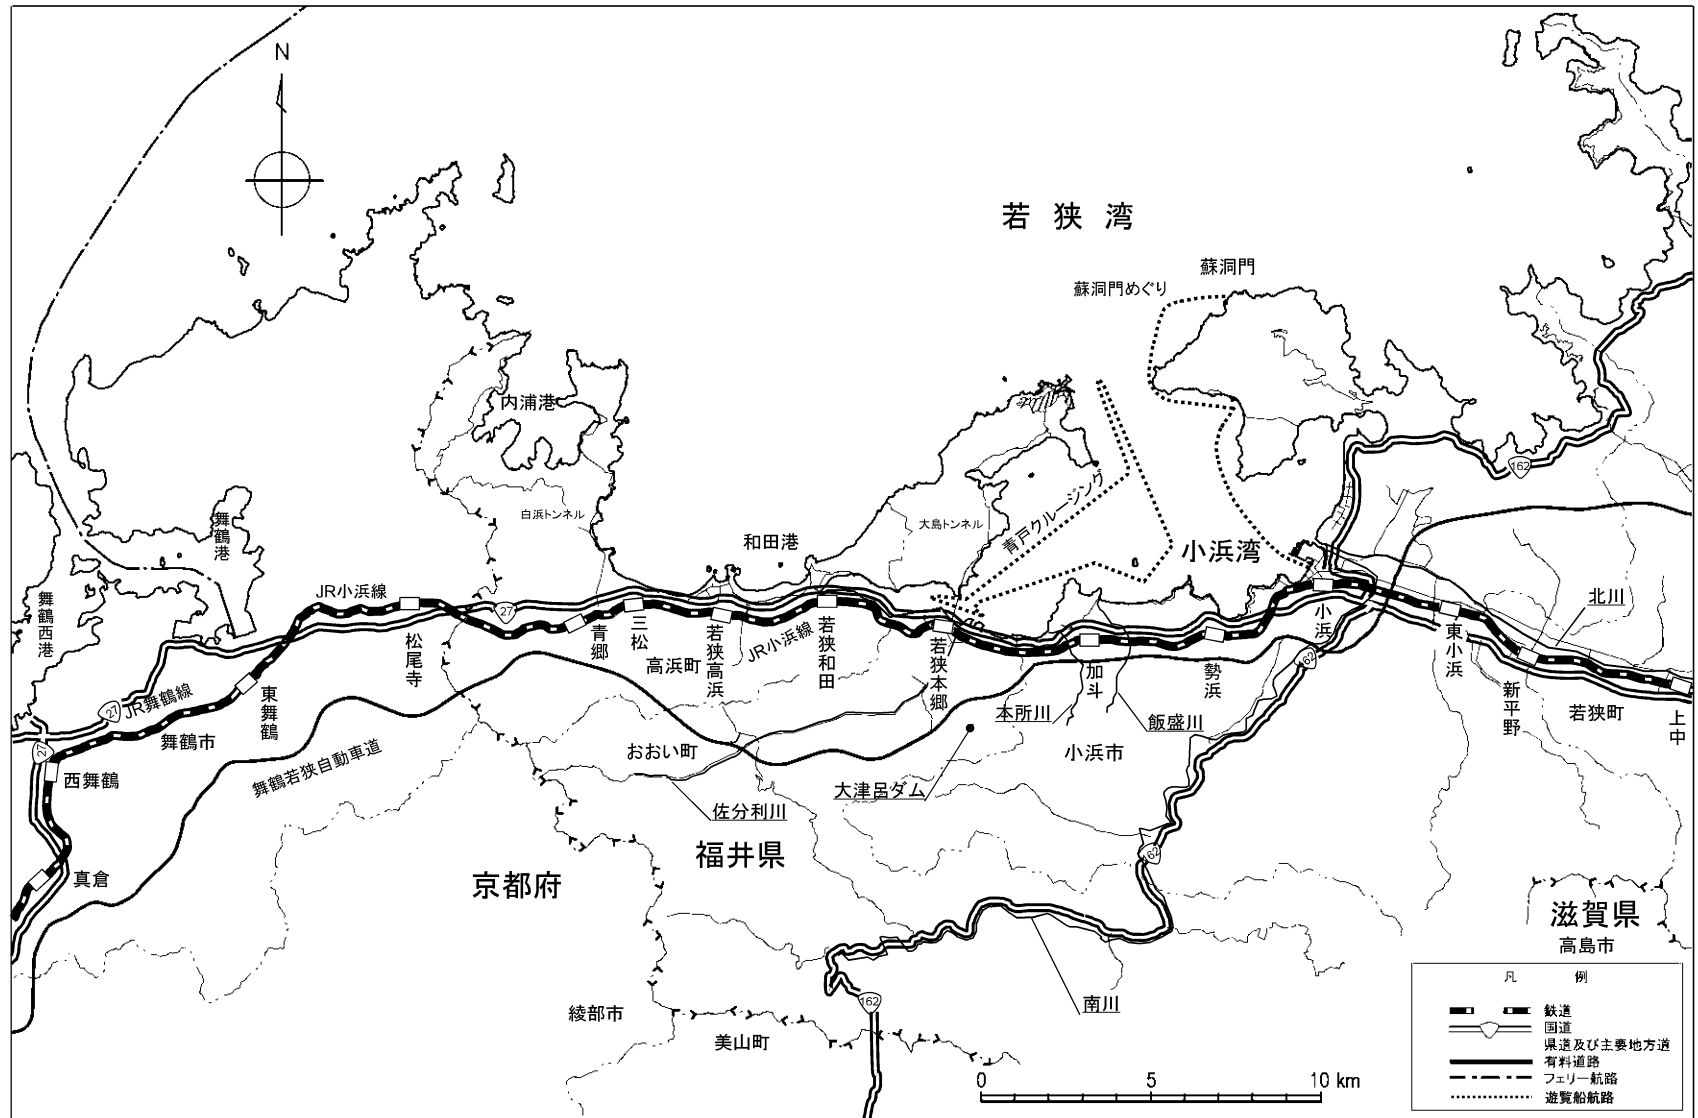 N
若狭湾
蘇洞門
蘇洞門めぐり
内浦港
162
舞鶴港
白浜トンネル
大島トンネル
青戸クルージング
和田港
小浜湾
舞鶴西港
JR小浜線
27
松尾寺
青郷
三松
高浜町
若狭高浜
JR小浜線
若狭和田
若狭本郷
加斗
勢浜
小浜
東小浜
北川
新平野
若狭町
上中
62
本所川
飯盛川
小浜市
27
JR舞鶴線
東舞鶴
舞鶴市
27
西舞鶴
舞鶴若狭自動車道
おおい町
大津呂ダム
佐分利川
真倉
京都府
福井県
62
滋賀県
高島市
南川
162
綾部市
美山町
0 5 10 km
凡例
鉄道
国道
県道及び主要地方道
有料道路
フェリー航路
遊覧船航路